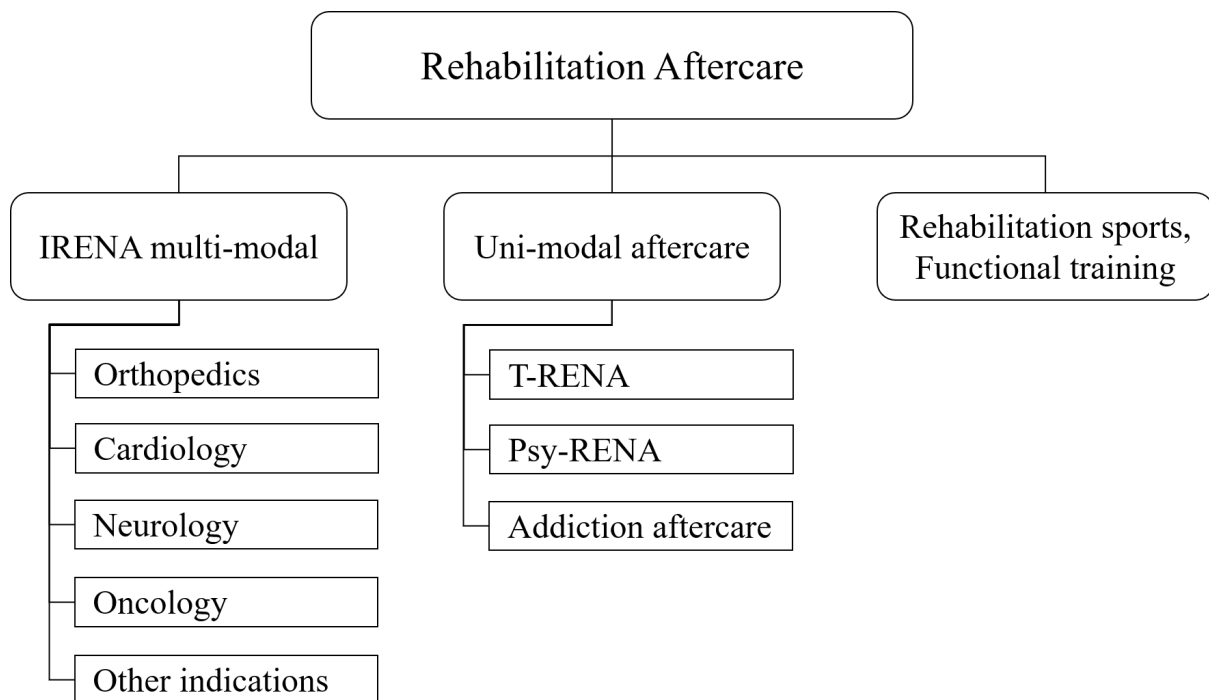 Rehabilitation Aftercare
IRENA multi-modal
Uni-modal aftercare
Rehabilitation sports,
Functional training
Orthopedics
Cardiology
Neurology
Oncology
Other indications
T-RENA
Psy-RENA
Addiction aftercare